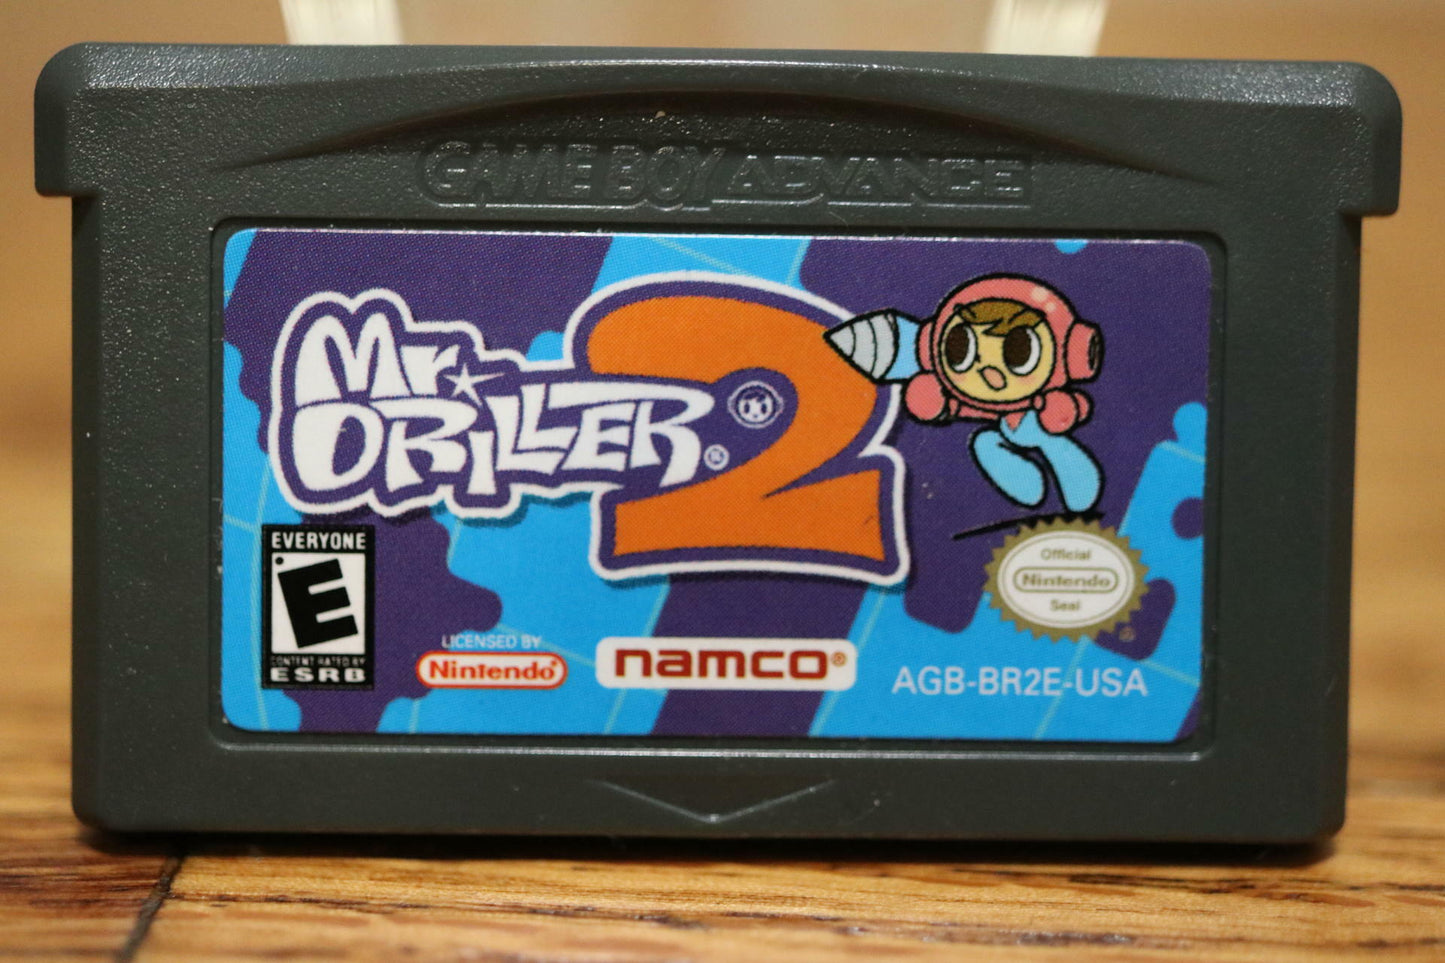 GAME BOY ADVANCE
Mr.
DRILLER® 2
EVERYONE
E
CONTENT RATED BY
ESRB
LICENSED BY
Nintendo®
namco®
Official
Nintendo
Seal
AGB-BR2E-USA